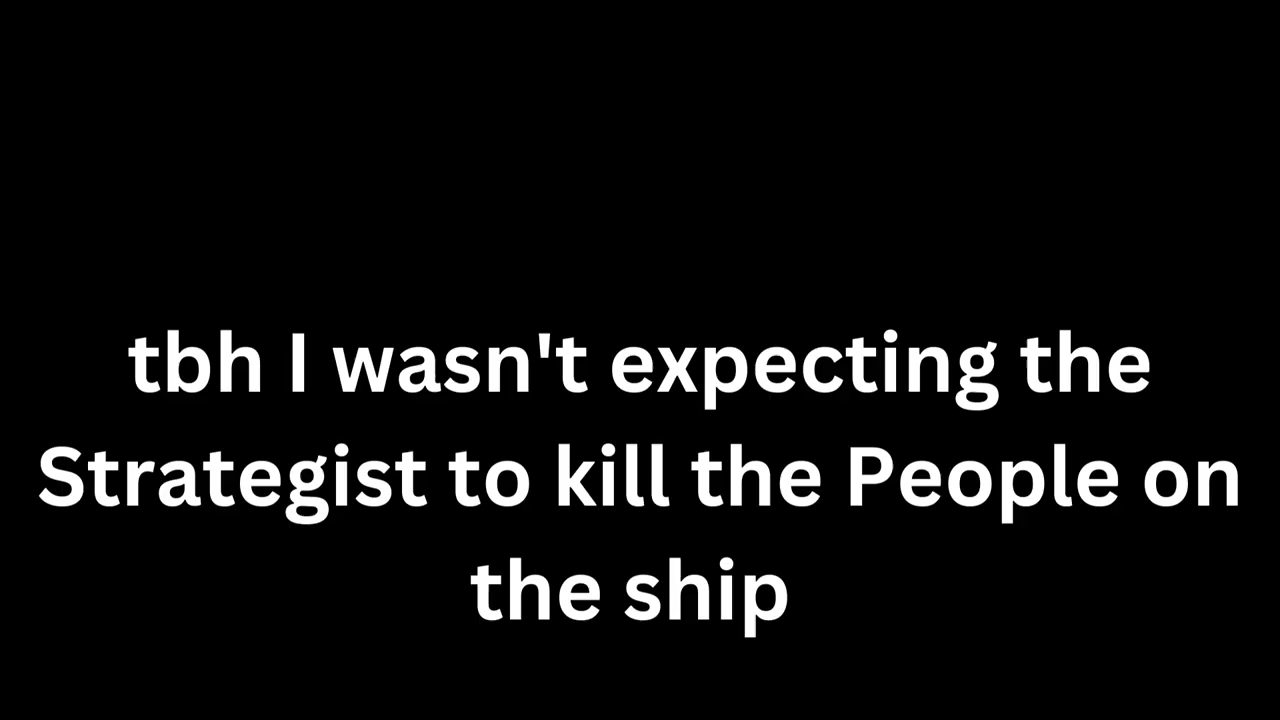 tbh I wasn't expecting the
Strategist to kill the People on
the ship